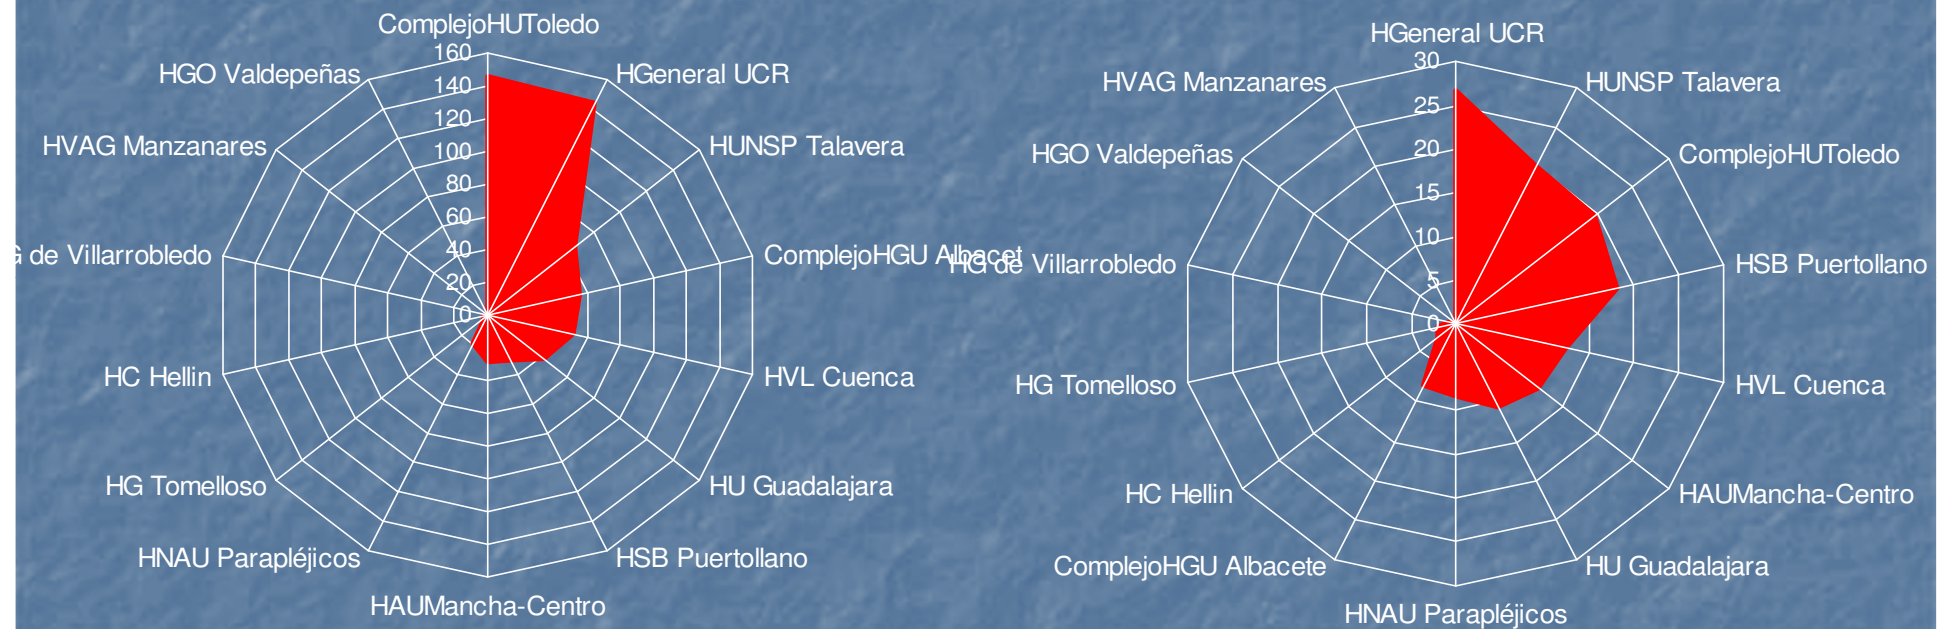 ComplejoHUToledo
HGeneral UCR
HUNSP Talavera
ComplejoHGU Albacet
HVL Cuenca
HU Guadalajara
HSB Puertollano
HAUMancha-Centro
HNAU Parapléjicos
HG Tomelloso
HC Hellin
de Villarrobledo
HVAG Manzanares
HGO Valdepeñas
160
140
120
100
80
60
40
20
0
HGeneral UCR
HUNSP Talavera
ComplejoHUToledo
HSB Puertollano
HVL Cuenca
HAUMancha-Centro
HU Guadalajara
HNAU Parapléjicos
ComplejoHGU Albacete
HC Hellin
HG Tomelloso
HG de Villarrobledo
HGO Valdepeñas
HVAG Manzanares
30
25
20
15
10
5
0